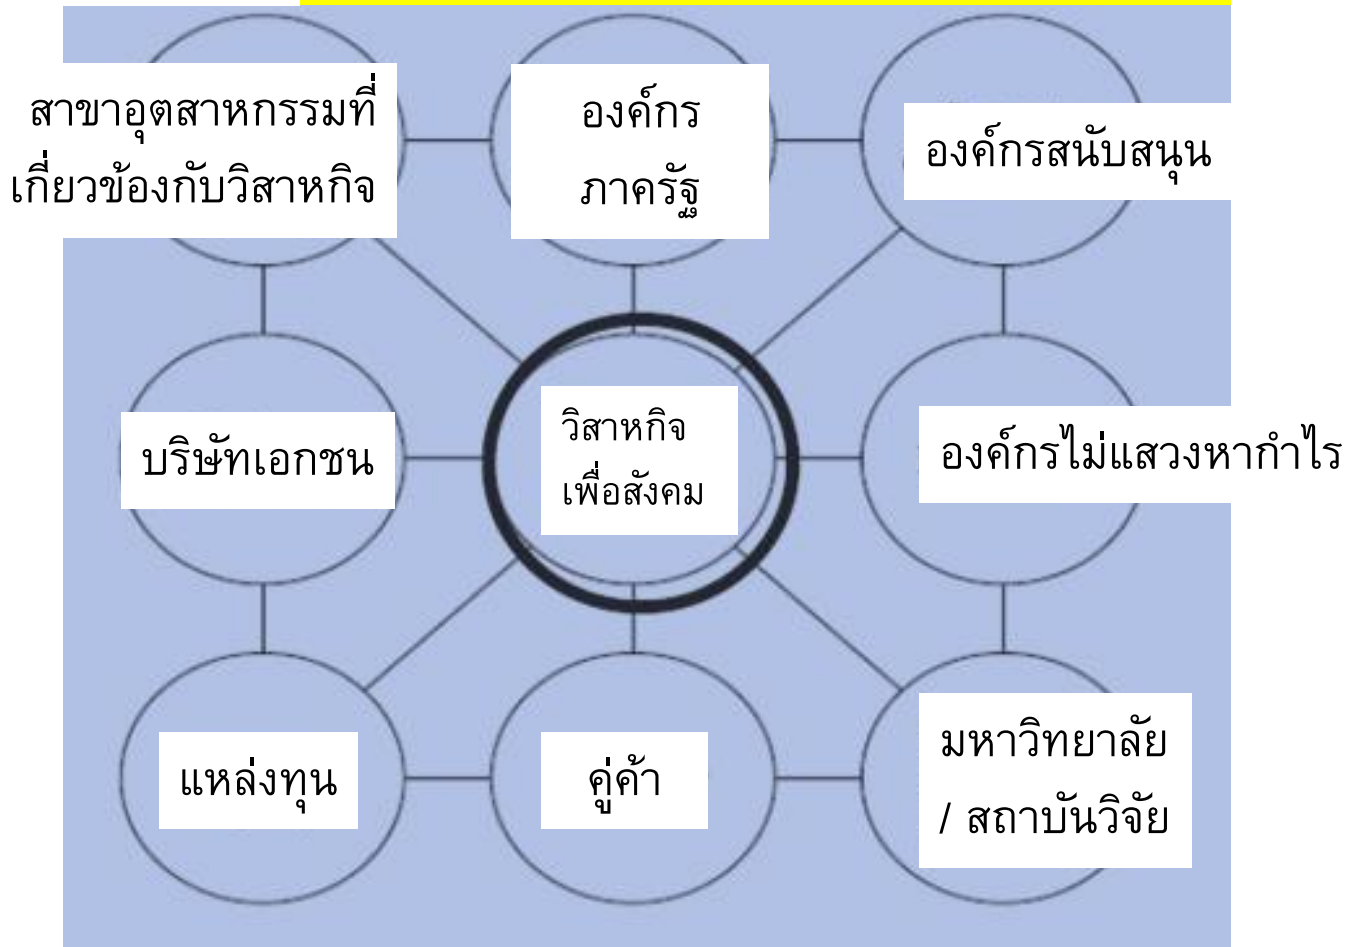 สาขาอุตสาหกรรมที่
เกี่ยวข้องกับวิสาหกิจ
องค์กร
ภาครัฐ
องค์กรสนับสนุน
บริษัทเอกชน
วิสาหกิจ
เพื่อสังคม
องค์กรไม่แสวงหากำไร
แหล่งทุน
คู่ค้า
มหาวิทยาลัย
/ สถาบันวิจัย